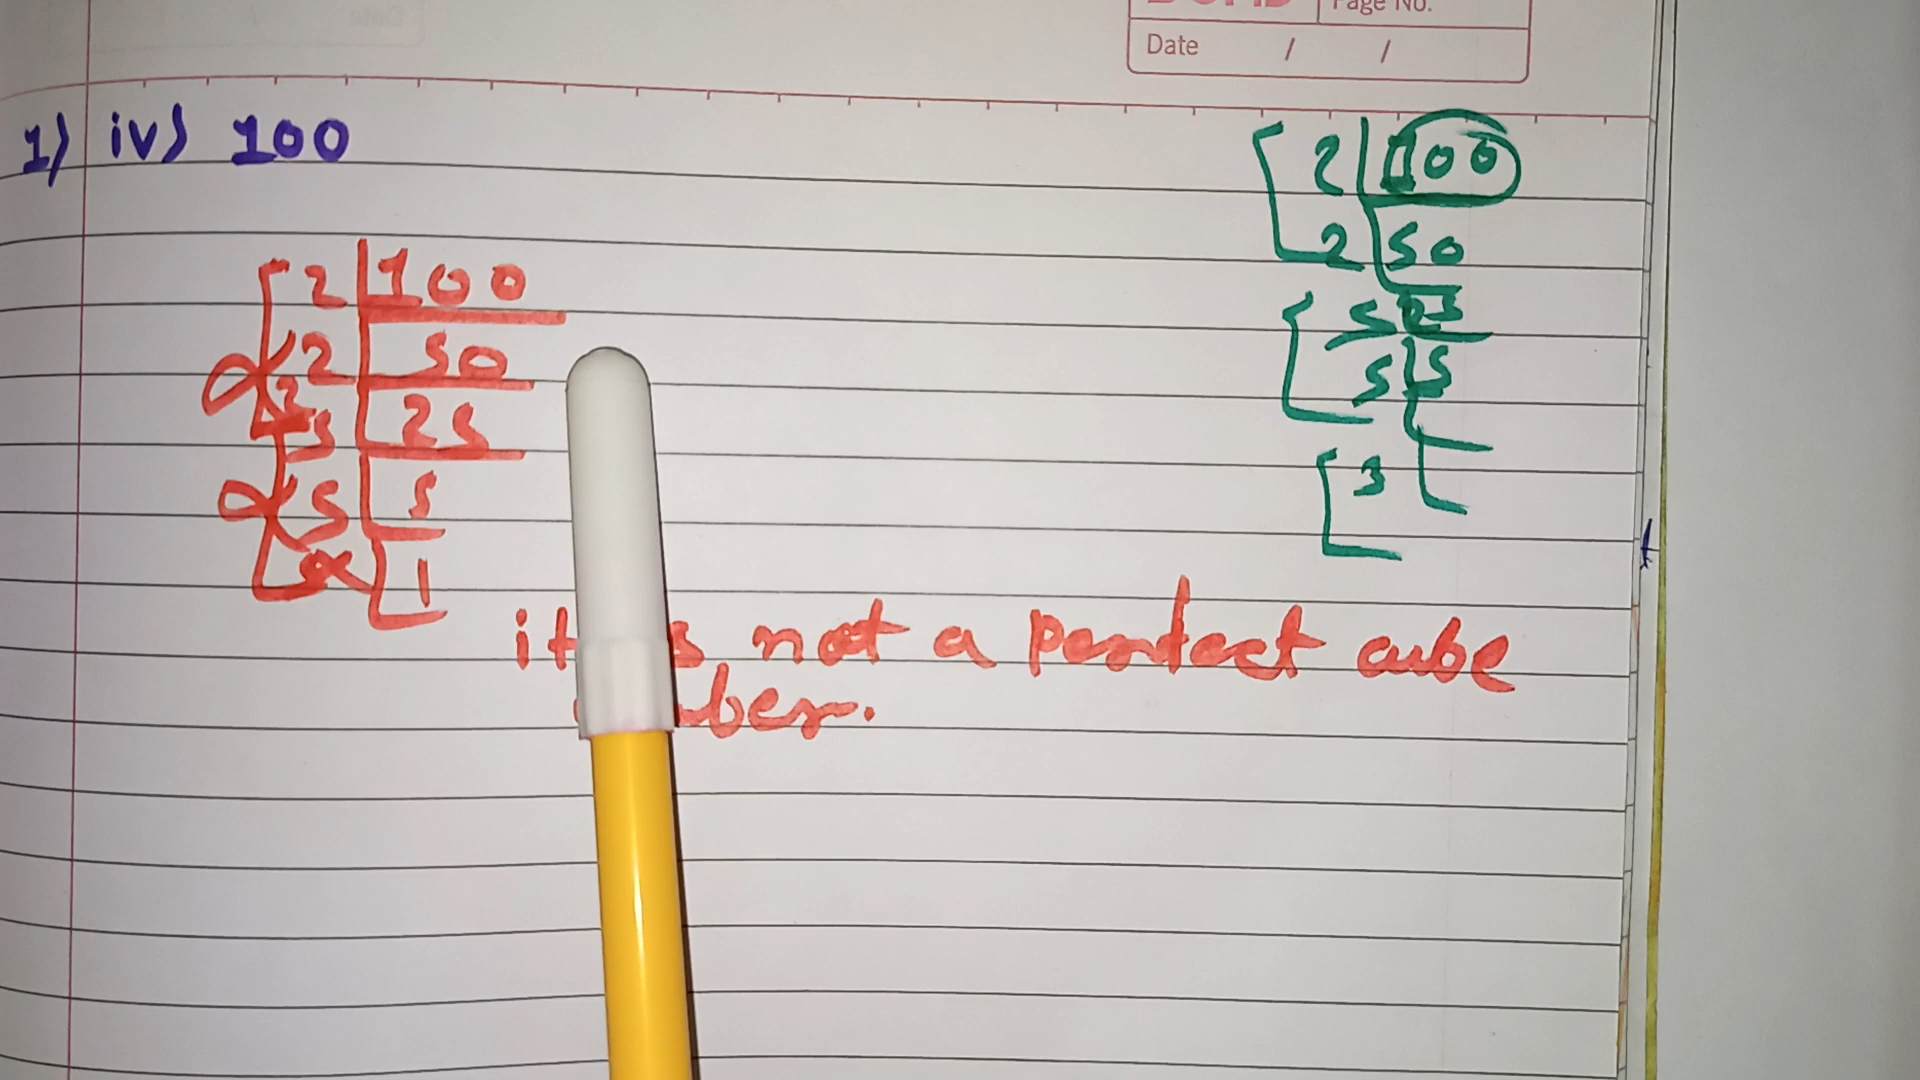 Page No.
Date / /
1) iv) 100
2 100
2 50
5 25
5 5
1
it not a perfect cube
2 100
2 50
5 25
5 5
3